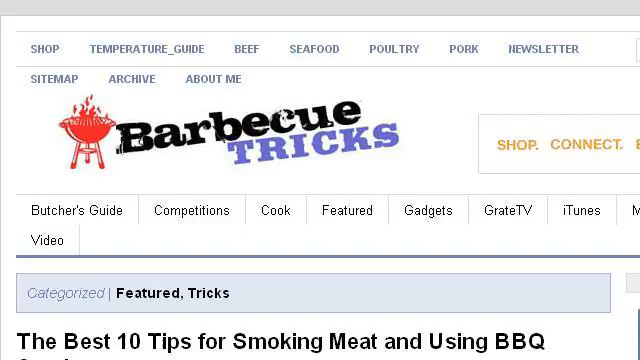 SHOP TEMPERATURE_GUIDE BEEF SEAFOOD POULTRY PORK NEWSLETTER
SITEMAP ARCHIVE ABOUT ME
Barbecue
TRICKS
SHOP. CONNECT.
Butcher's Guide Competitions Cook Featured Gadgets GrateTV iTunes
Video
Categorized | Featured, Tricks
The Best 10 Tips for Smoking Meat and Using BBQ